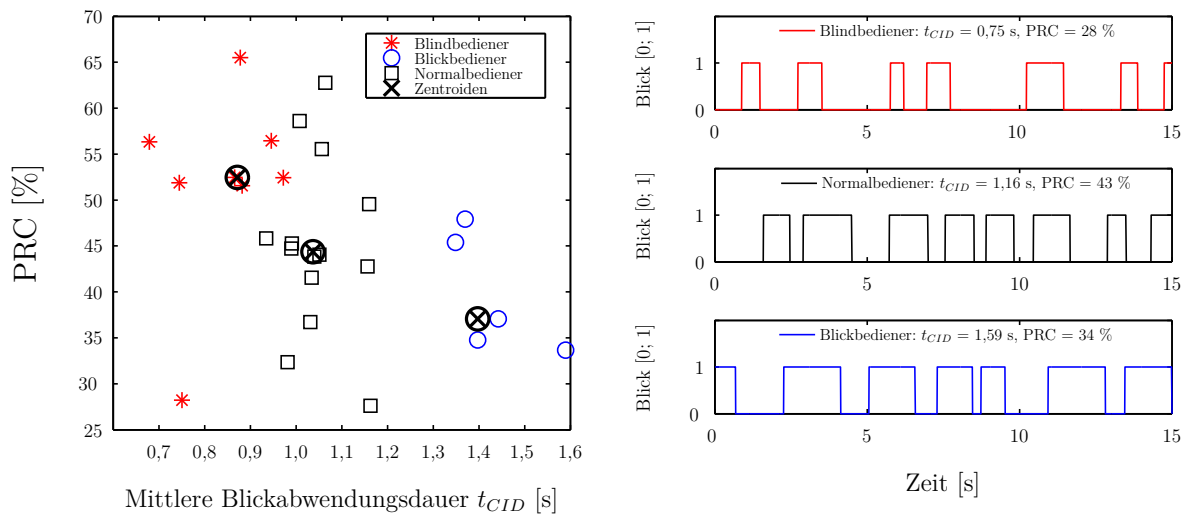 70
65
60
55
50
45
40
35
30
25
PRC [%]
Blindbediener
Blickbediener
Normalbediener
Zentroiden
0,7 0,8 0,9 1,0 1,1 1,2 1,3 1,4 1,5 1,6
Mittlere Blickabwendungsdauer t_CID [s]
Blindbediener: t_CID = 0,75 s, PRC = 28 %
Blick [0; 1]
1
0
0 5 10 15
Normalbediener: t_CID = 1,16 s, PRC = 43 %
Blick [0; 1]
1
0
0 5 10 15
Blickbediener: t_CID = 1,59 s, PRC = 34 %
Blick [0; 1]
1
0
0 5 10 15
Zeit [s]